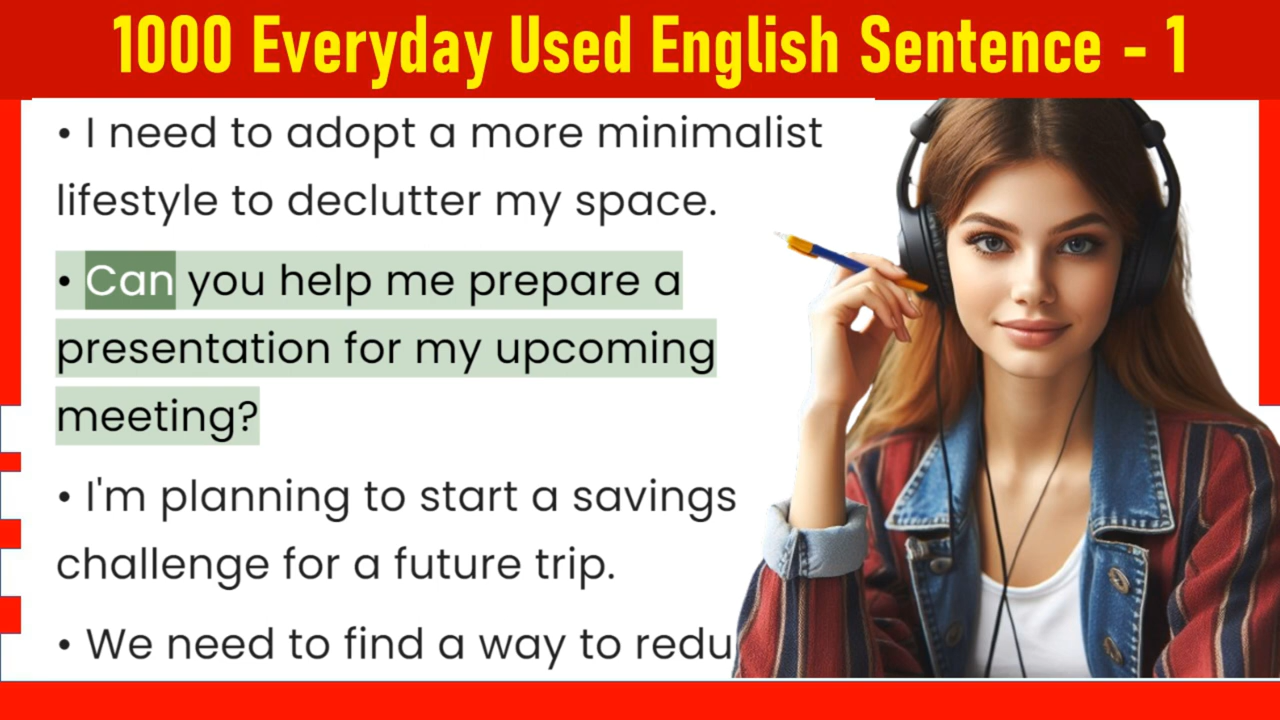 1000 Everyday Used English Sentence - 1
• I need to adopt a more minimalist
lifestyle to declutter my space.
• Can you help me prepare a
presentation for my upcoming
meeting?
• I'm planning to start a savings
challenge for a future trip.
• We need to find a way to redu